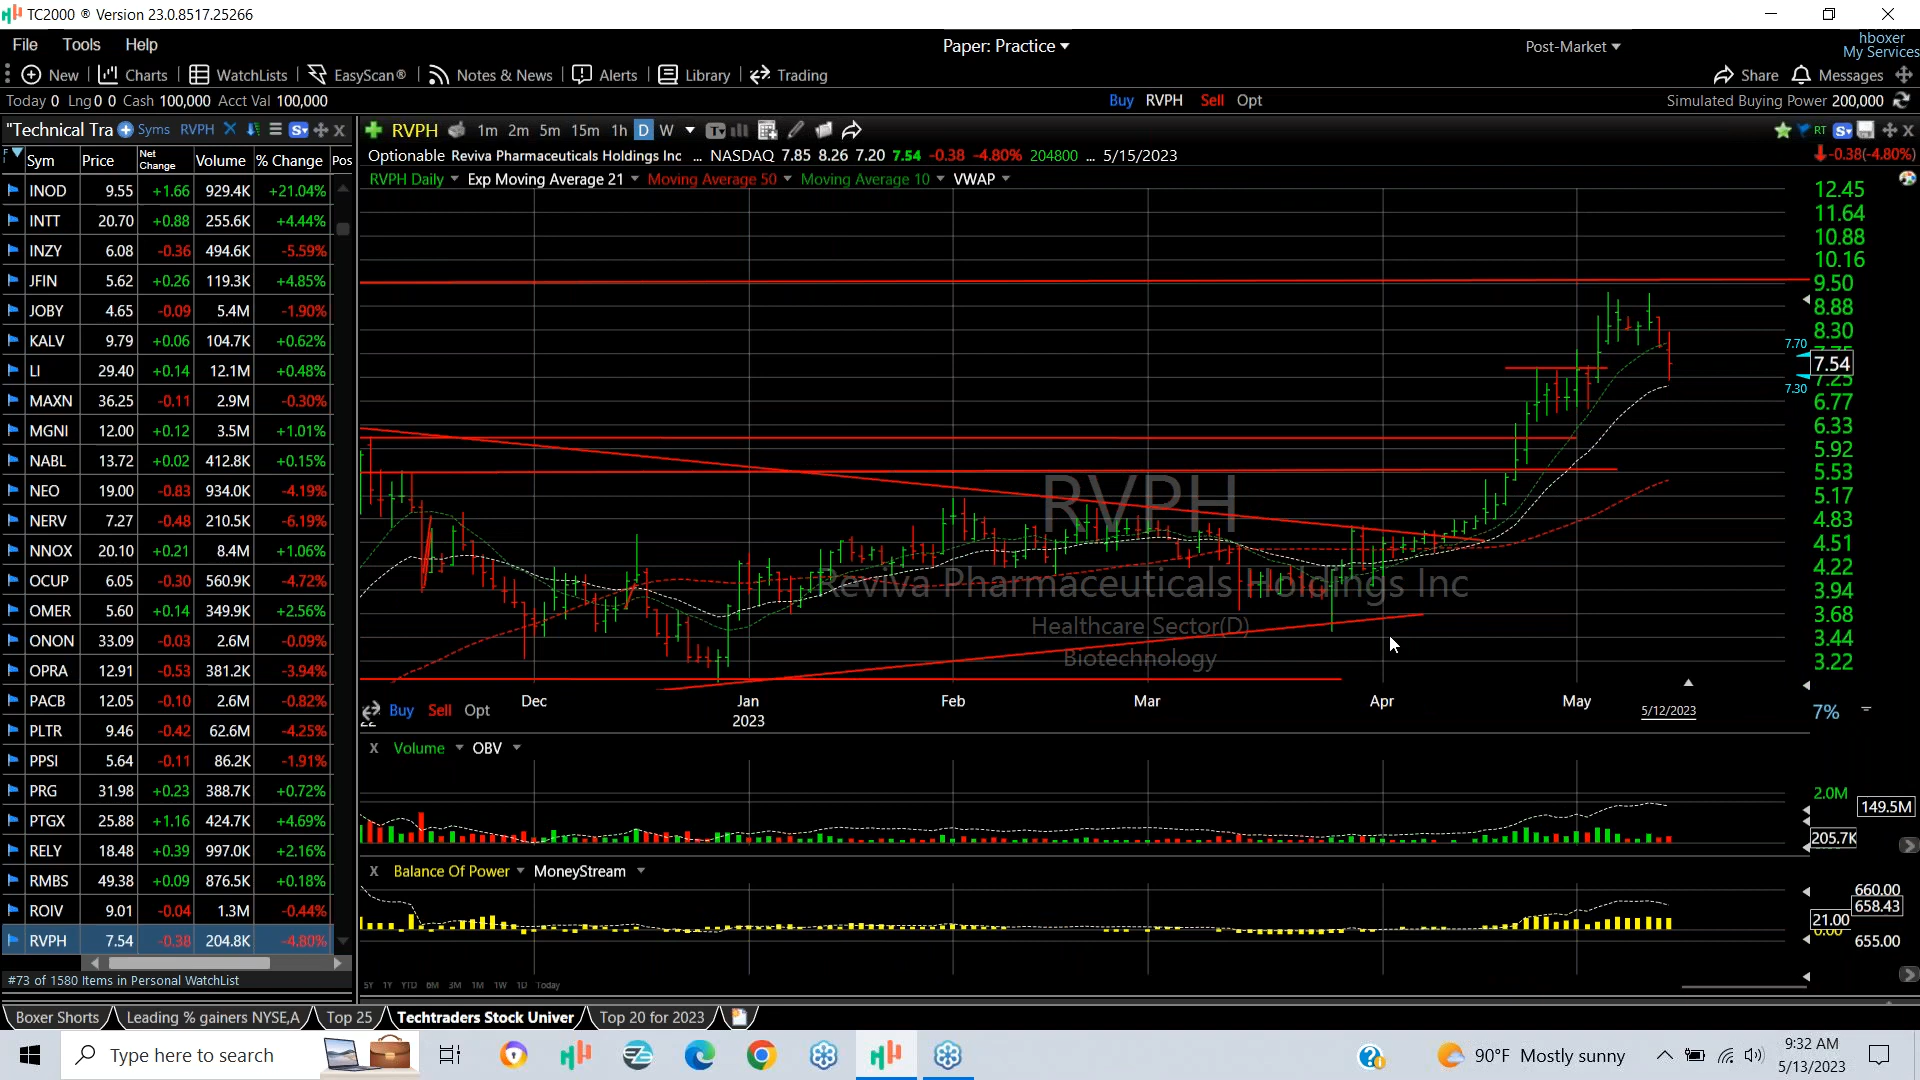 TC2000 ® Version 23.0.8517.25266
File Tools Help
Paper: Practice
Post-Market
hboxer
My Services
New Charts WatchLists EasyScan® Notes & News Alerts Library Trading
Share Messages
Today 0 Lng 0 0 Cash 100,000 Acct Val 100,000
Buy RVPH Sell Opt
Simulated Buying Power 200,000
"Technical Tra Syms RVPH
RVPH 1m 2m 5m 15m 1h D W
RT
Optionable Reviva Pharmaceuticals Holdings Inc ... NASDAQ 7.85 8.26 7.20 7.54 -0.38 -4.80% 204800 ... 5/15/2023
-0.38(-4.80%)
RVPH Daily Exp Moving Average 21 Moving Average 50 Moving Average 10 VWAP
Sym Price Net Change Volume % Change Pos
INOD 9.55 +1.66 929.4K +21.04%
INTT 20.70 +0.88 255.6K +4.44%
INZY 6.08 -0.36 494.6K -5.59%
JFIN 5.62 +0.26 119.3K +4.85%
JOBY 4.65 -0.09 5.4M -1.90%
KALV 9.79 +0.06 104.7K +0.62%
LI 29.40 +0.14 12.1M +0.48%
MAXN 36.25 -0.11 2.9M -0.30%
MGNI 12.00 +0.12 3.5M +1.01%
NABL 13.72 +0.02 412.8K +0.15%
NEO 19.00 -0.83 934.0K -4.19%
NERV 7.27 -0.48 210.5K -6.19%
NNOX 20.10 +0.21 8.4M +1.06%
OCUP 6.05 -0.30 560.9K -4.72%
OMER 5.60 +0.14 349.9K +2.56%
ONON 33.09 -0.03 2.6M -0.09%
OPRA 12.91 -0.53 381.2K -3.94%
PACB 12.05 -0.10 2.6M -0.82%
PLTR 9.46 -0.42 62.6M -4.25%
PPSI 5.64 -0.11 86.2K -1.91%
PRG 31.98 +0.23 388.7K +0.72%
PTGX 25.88 +1.16 424.7K +4.69%
RELY 18.48 +0.39 997.0K +2.16%
RMBS 49.38 +0.09 876.5K +0.18%
ROIV 9.01 -0.04 1.3M -0.44%
RVPH 7.54 -0.38 204.8K -4.80%
#73 of 1580 Items in Personal WatchList
12.45
11.64
10.88
10.16
9.50
8.88
8.30
7.70
7.54
7.25
7.30
6.77
6.33
5.92
5.53
5.17
4.83
4.51
4.22
3.94
3.68
3.44
3.22
RVPH
Reviva Pharmaceuticals Holdings Inc
Healthcare Sector(D)
Biotechnology
Dec Jan Feb Mar Apr May
2023
5/12/2023
Buy Sell Opt
7%
X Volume OBV
2.0M
149.5M
205.7K
X Balance Of Power MoneyStream
660.00
658.43
21.00
655.00
5Y 1Y YTD 6M 3M 1M 1W 1D Today
Boxer Shorts Leading % gainers NYSE,A Top 25 Techtraders Stock Univer Top 20 for 2023
Type here to search
90°F Mostly sunny
9:32 AM
5/13/2023